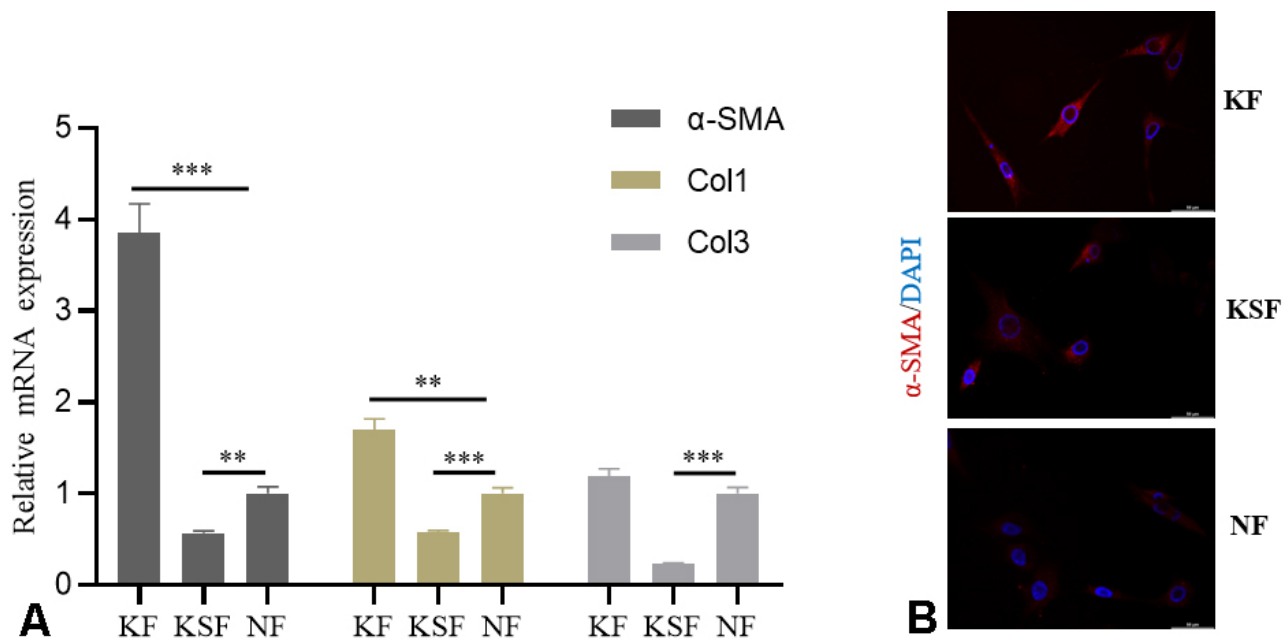 α-SMA
Col1
Col3
Relative mRNA expression
5
4
3
2
1
0
***
**
**
***
***
KF KSF NF KF KSF NF KF KSF NF
A
α-SMA/DAPI
KF
KSF
NF
B